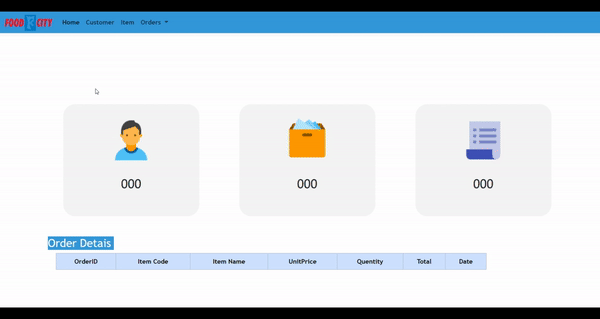 FOOD CITY Home Customer Item Orders
000 000 000
Order Detais
OrderID Item Code Item Name UnitPrice Quentity Total Date